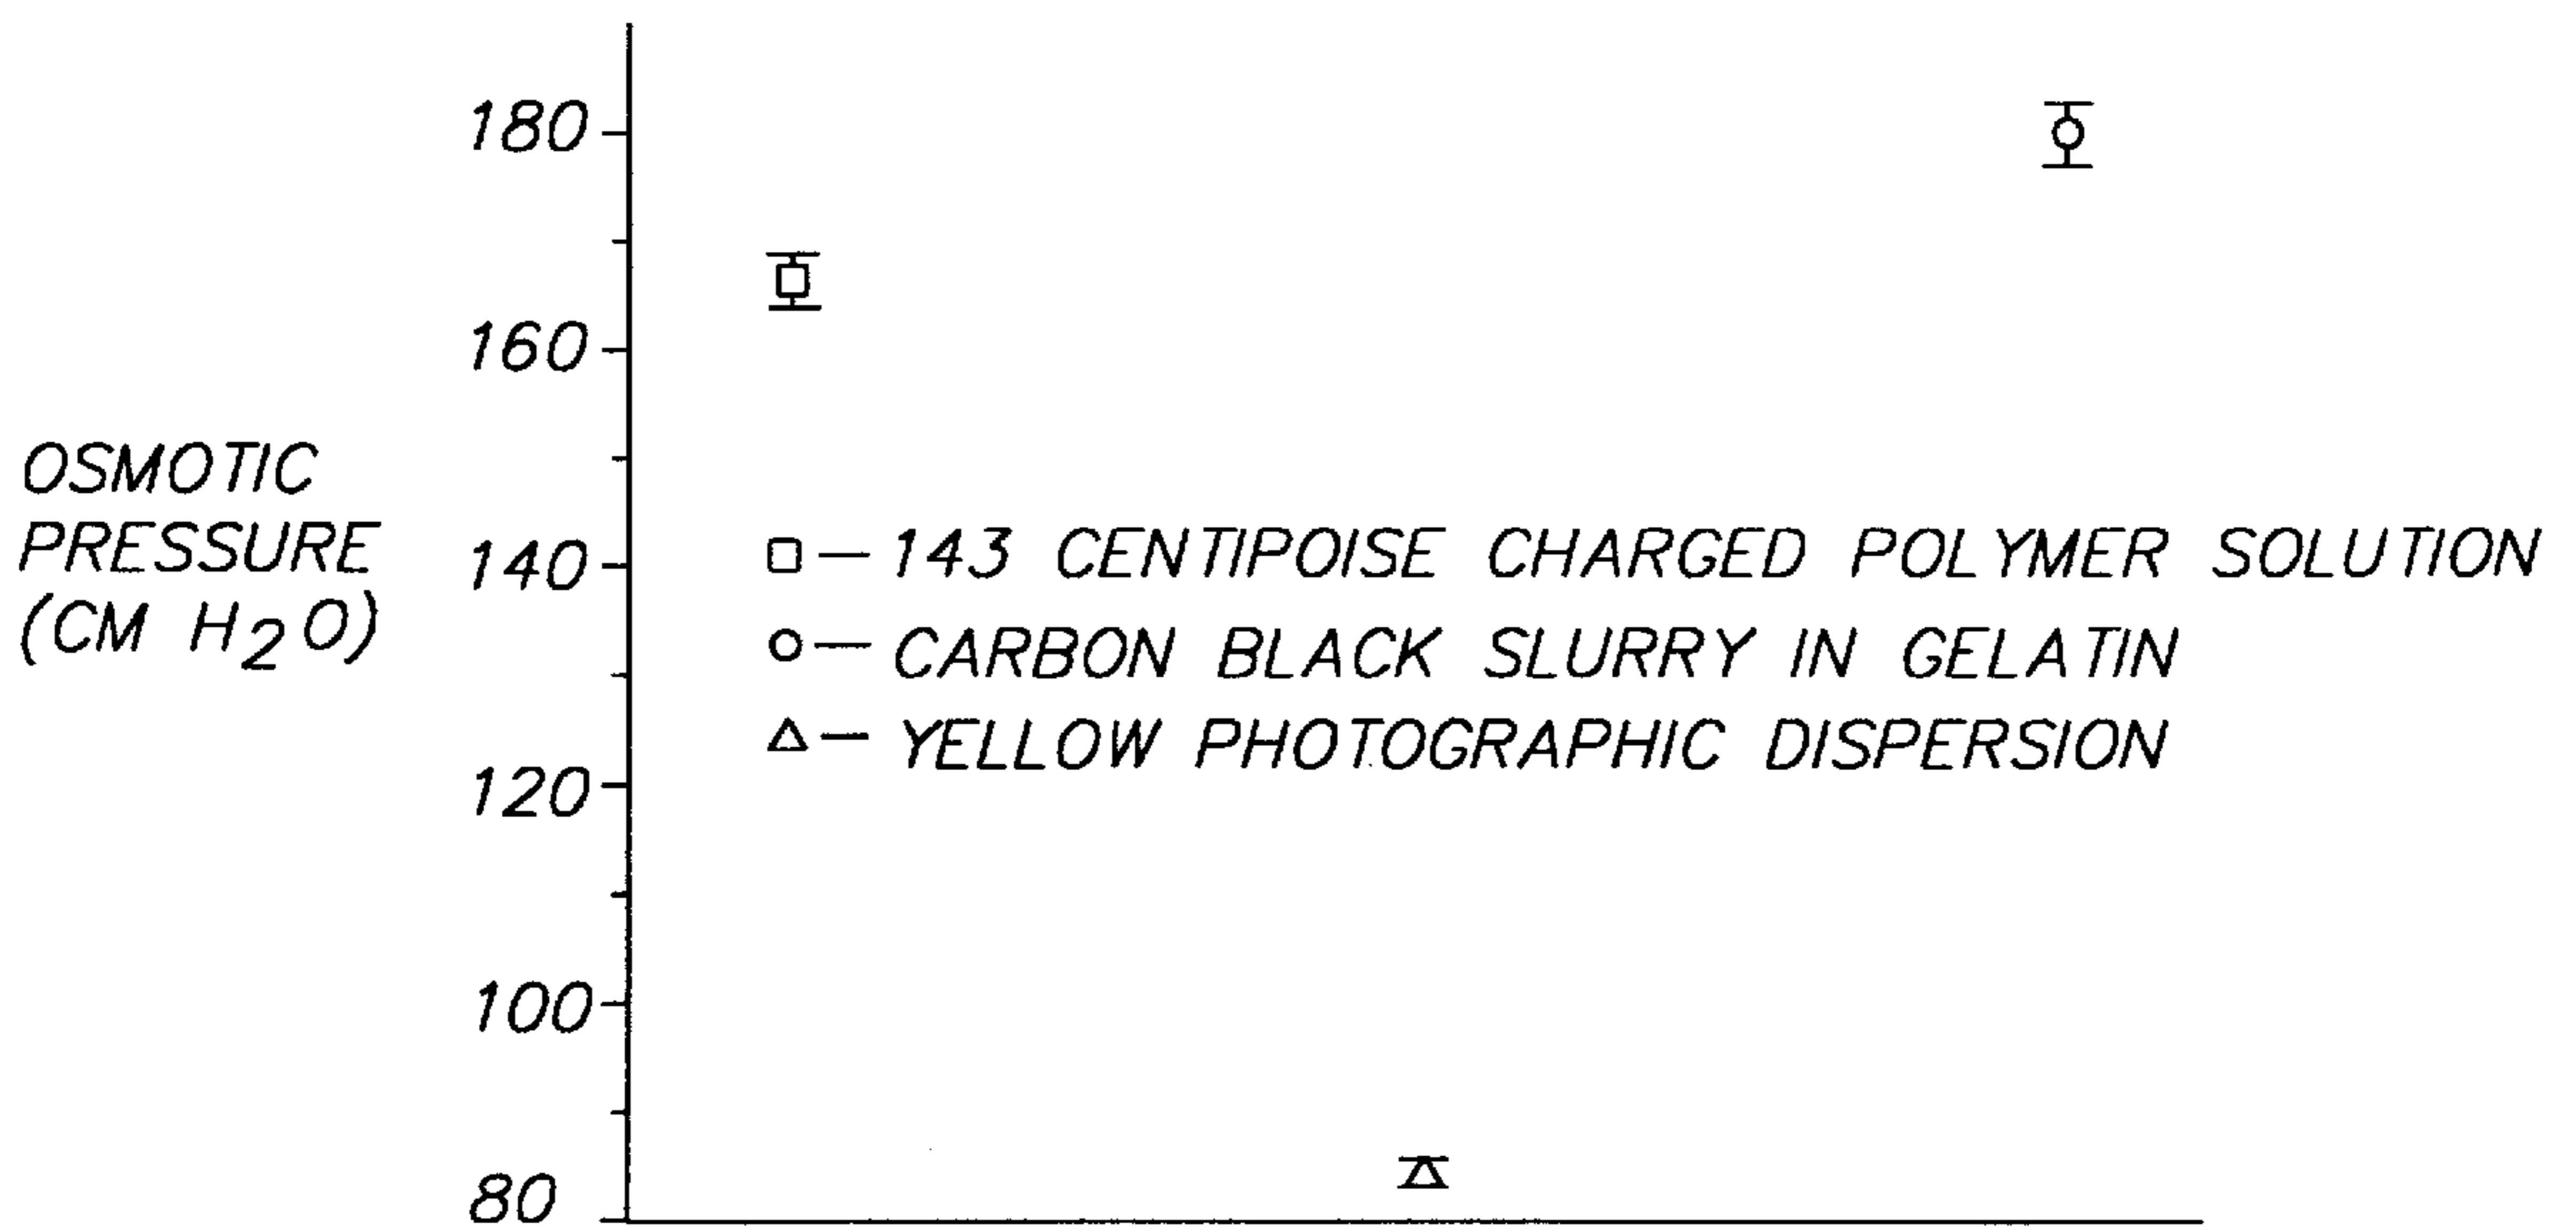 180
160
OSMOTIC
PRESSURE
(CM H2O)
140
□ — 143 CENTIPOISE CHARGED POLYMER SOLUTION
○ — CARBON BLACK SLURRY IN GELATIN
△ — YELLOW PHOTOGRAPHIC DISPERSION
120
100
80